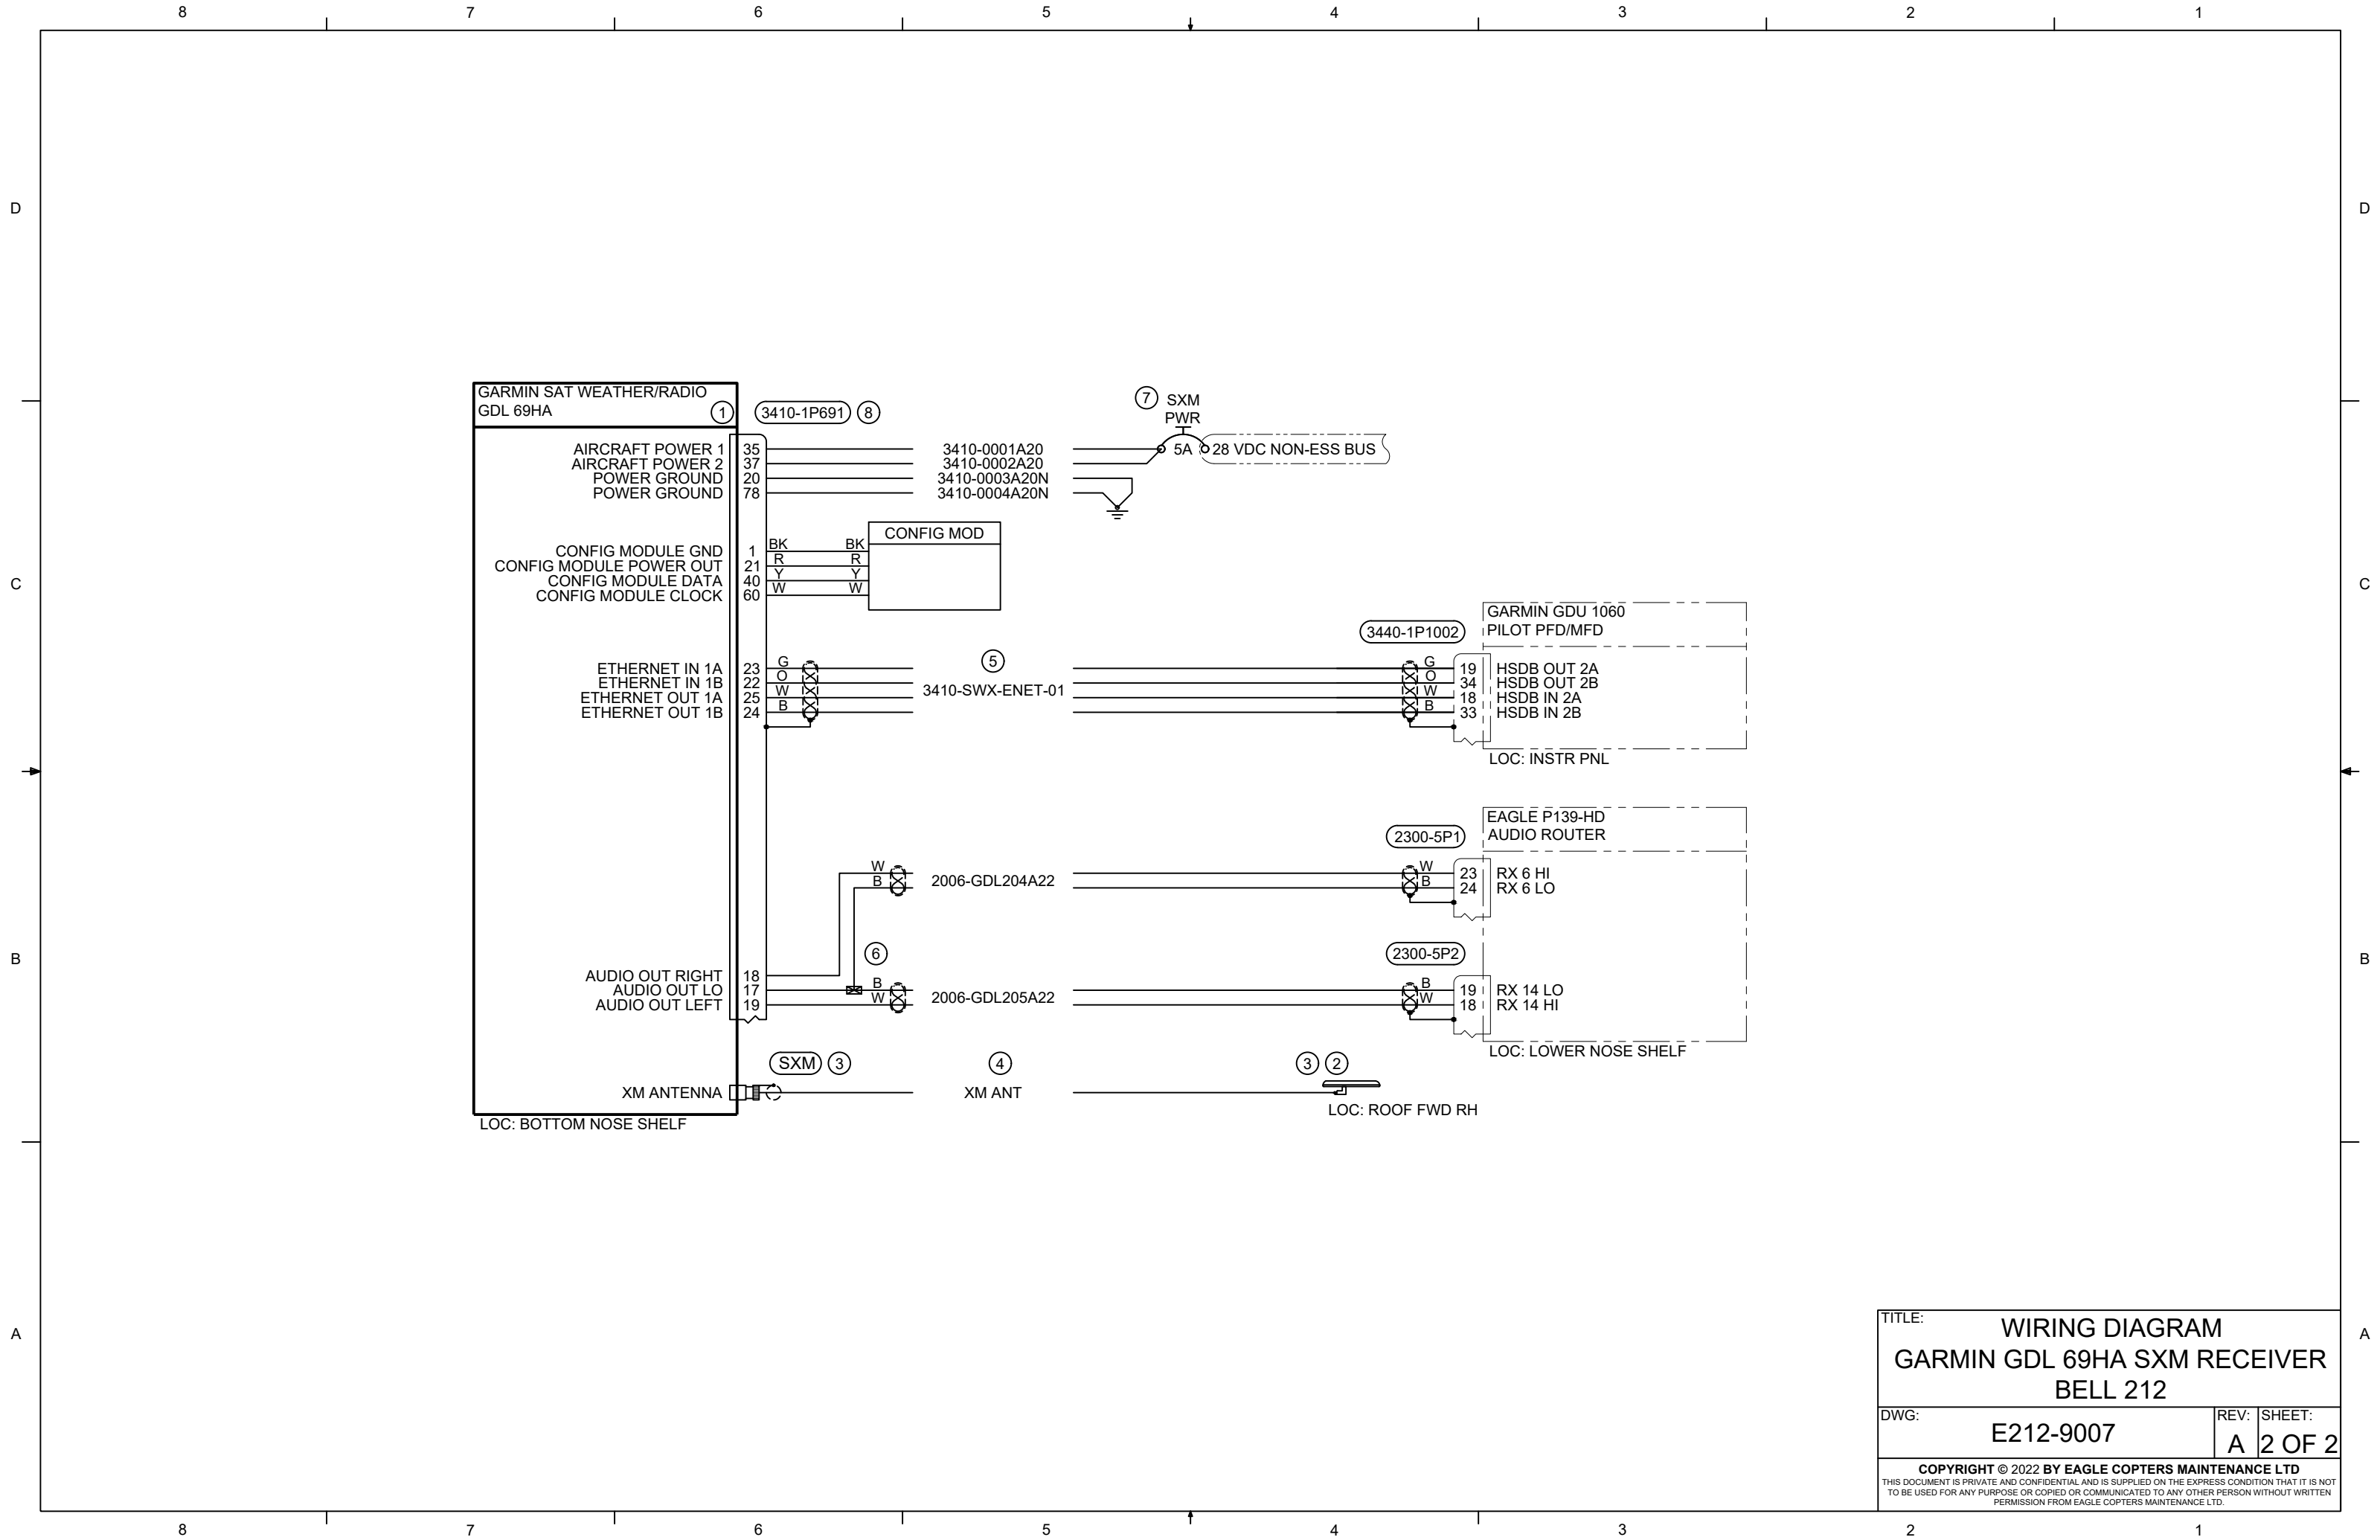 8 7 6 5 4 3 2 1
D D
GARMIN SAT WEATHER/RADIO
GDL 69HA 1
3410-1P691 8
7 SXM
PWR
AIRCRAFT POWER 1 35 3410-0001A20 5A 28 VDC NON-ESS BUS
AIRCRAFT POWER 2 37 3410-0002A20
POWER GROUND 20 3410-0003A20N
POWER GROUND 78 3410-0004A20N
CONFIG MOD
CONFIG MODULE GND 1 BK BK
CONFIG MODULE POWER OUT 21 R R
CONFIG MODULE DATA 40 Y Y
CONFIG MODULE CLOCK 60 W W
C C
GARMIN GDU 1060
3440-1P1002 PILOT PFD/MFD
5
ETHERNET IN 1A 23 G G 19 HSDB OUT 2A
ETHERNET IN 1B 22 O O 34 HSDB OUT 2B
3410-SWX-ENET-01
ETHERNET OUT 1A 25 W W 18 HSDB IN 2A
ETHERNET OUT 1B 24 B B 33 HSDB IN 2B
LOC: INSTR PNL
EAGLE P139-HD
2300-5P1 AUDIO ROUTER
W W 23 RX 6 HI
2006-GDL204A22
B B 24 RX 6 LO
6 2300-5P2
B B
AUDIO OUT RIGHT 18
AUDIO OUT LO 17 B B 19 RX 14 LO
2006-GDL205A22
AUDIO OUT LEFT 19 W W 18 RX 14 HI
LOC: LOWER NOSE SHELF
SXM 3 4 3 2
XM ANTENNA XM ANT
LOC: ROOF FWD RH
LOC: BOTTOM NOSE SHELF
A A
TITLE:
WIRING DIAGRAM
GARMIN GDL 69HA SXM RECEIVER
BELL 212
DWG: REV: SHEET:
E212-9007 A 2 OF 2
COPYRIGHT © 2022 BY EAGLE COPTERS MAINTENANCE LTD
THIS DOCUMENT IS PRIVATE AND CONFIDENTIAL AND IS SUPPLIED ON THE EXPRESS CONDITION THAT IT IS NOT
TO BE USED FOR ANY PURPOSE OR COPIED OR COMMUNICATED TO ANY OTHER PERSON WITHOUT WRITTEN
PERMISSION FROM EAGLE COPTERS MAINTENANCE LTD.
8 7 6 5 4 3 2 1